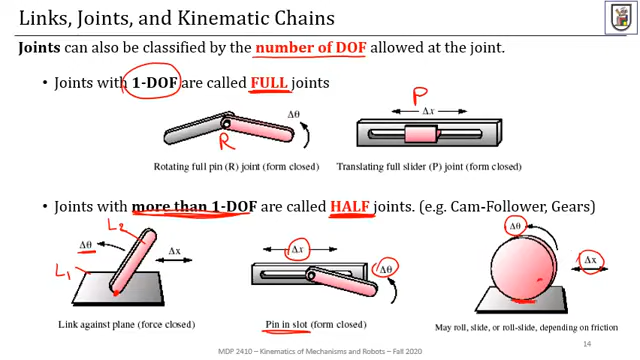 Links, Joints, and Kinematic Chains
Joints can also be classified by the number of DOF allowed at the joint.
• Joints with 1-DOF are called FULL joints
P
Δθ
Δx
R
Rotating full pin (R) joint (form closed)
Translating full slider (P) joint (form closed)
• Joints with more than 1-DOF are called HALF joints. (e.g. Cam-Follower, Gears)
L2
Δθ
Δx
L1
Δx
Δθ
Δθ
Δx
Link against plane (force closed)
Pin in slot (form closed)
May roll, slide, or roll-slide, depending on friction
MDP 2410 – Kinematics of Mechanisms and Robots – Fall 2020
14